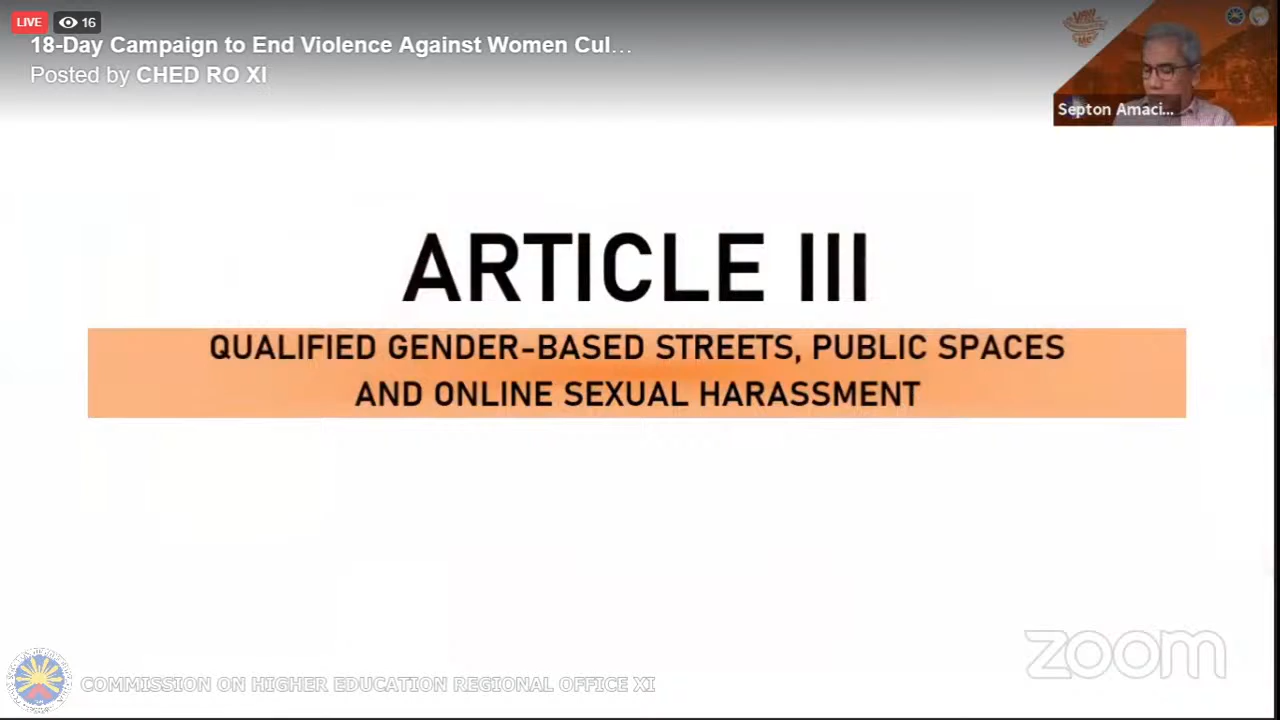 LIVE 16
18-Day Campaign to End Violence Against Women Cul...
Posted by CHED RO XI
Septon Amaci...
ARTICLE III
QUALIFIED GENDER-BASED STREETS, PUBLIC SPACES
AND ONLINE SEXUAL HARASSMENT
zoom
COMMISSION ON HIGHER EDUCATION REGIONAL OFFICE XI